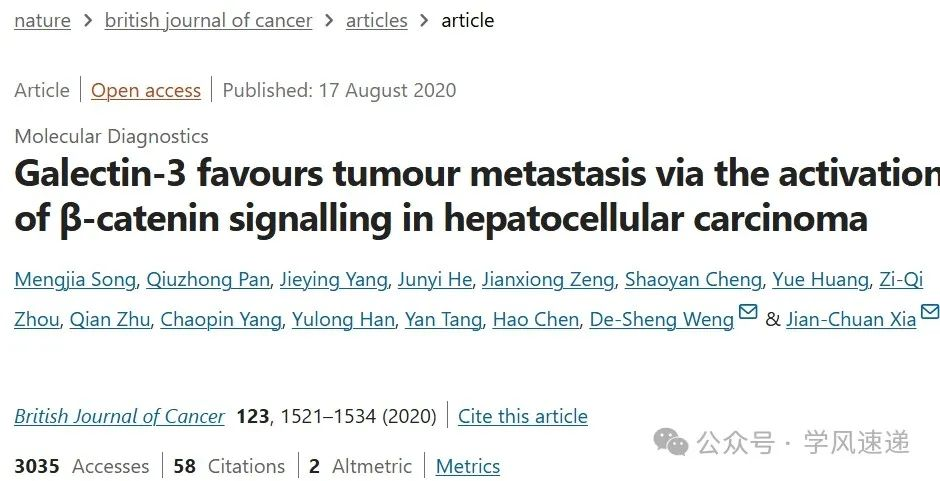 nature > british journal of cancer > articles > article
Article | Open access | Published: 17 August 2020
Molecular Diagnostics
Galectin-3 favours tumour metastasis via the activation
of β-catenin signalling in hepatocellular carcinoma
Mengjia Song, Qiuzhong Pan, Jieying Yang, Junyi He, Jianxiong Zeng, Shaoyan Cheng, Yue Huang, Zi-Qi
Zhou, Qian Zhu, Chaopin Yang, Yulong Han, Yan Tang, Hao Chen, De-Sheng Weng & Jian-Chuan Xia
British Journal of Cancer 123, 1521–1534 (2020) | Cite this article
公众号 · 学风速递
3035 Accesses | 58 Citations | 2 Altmetric | Metrics